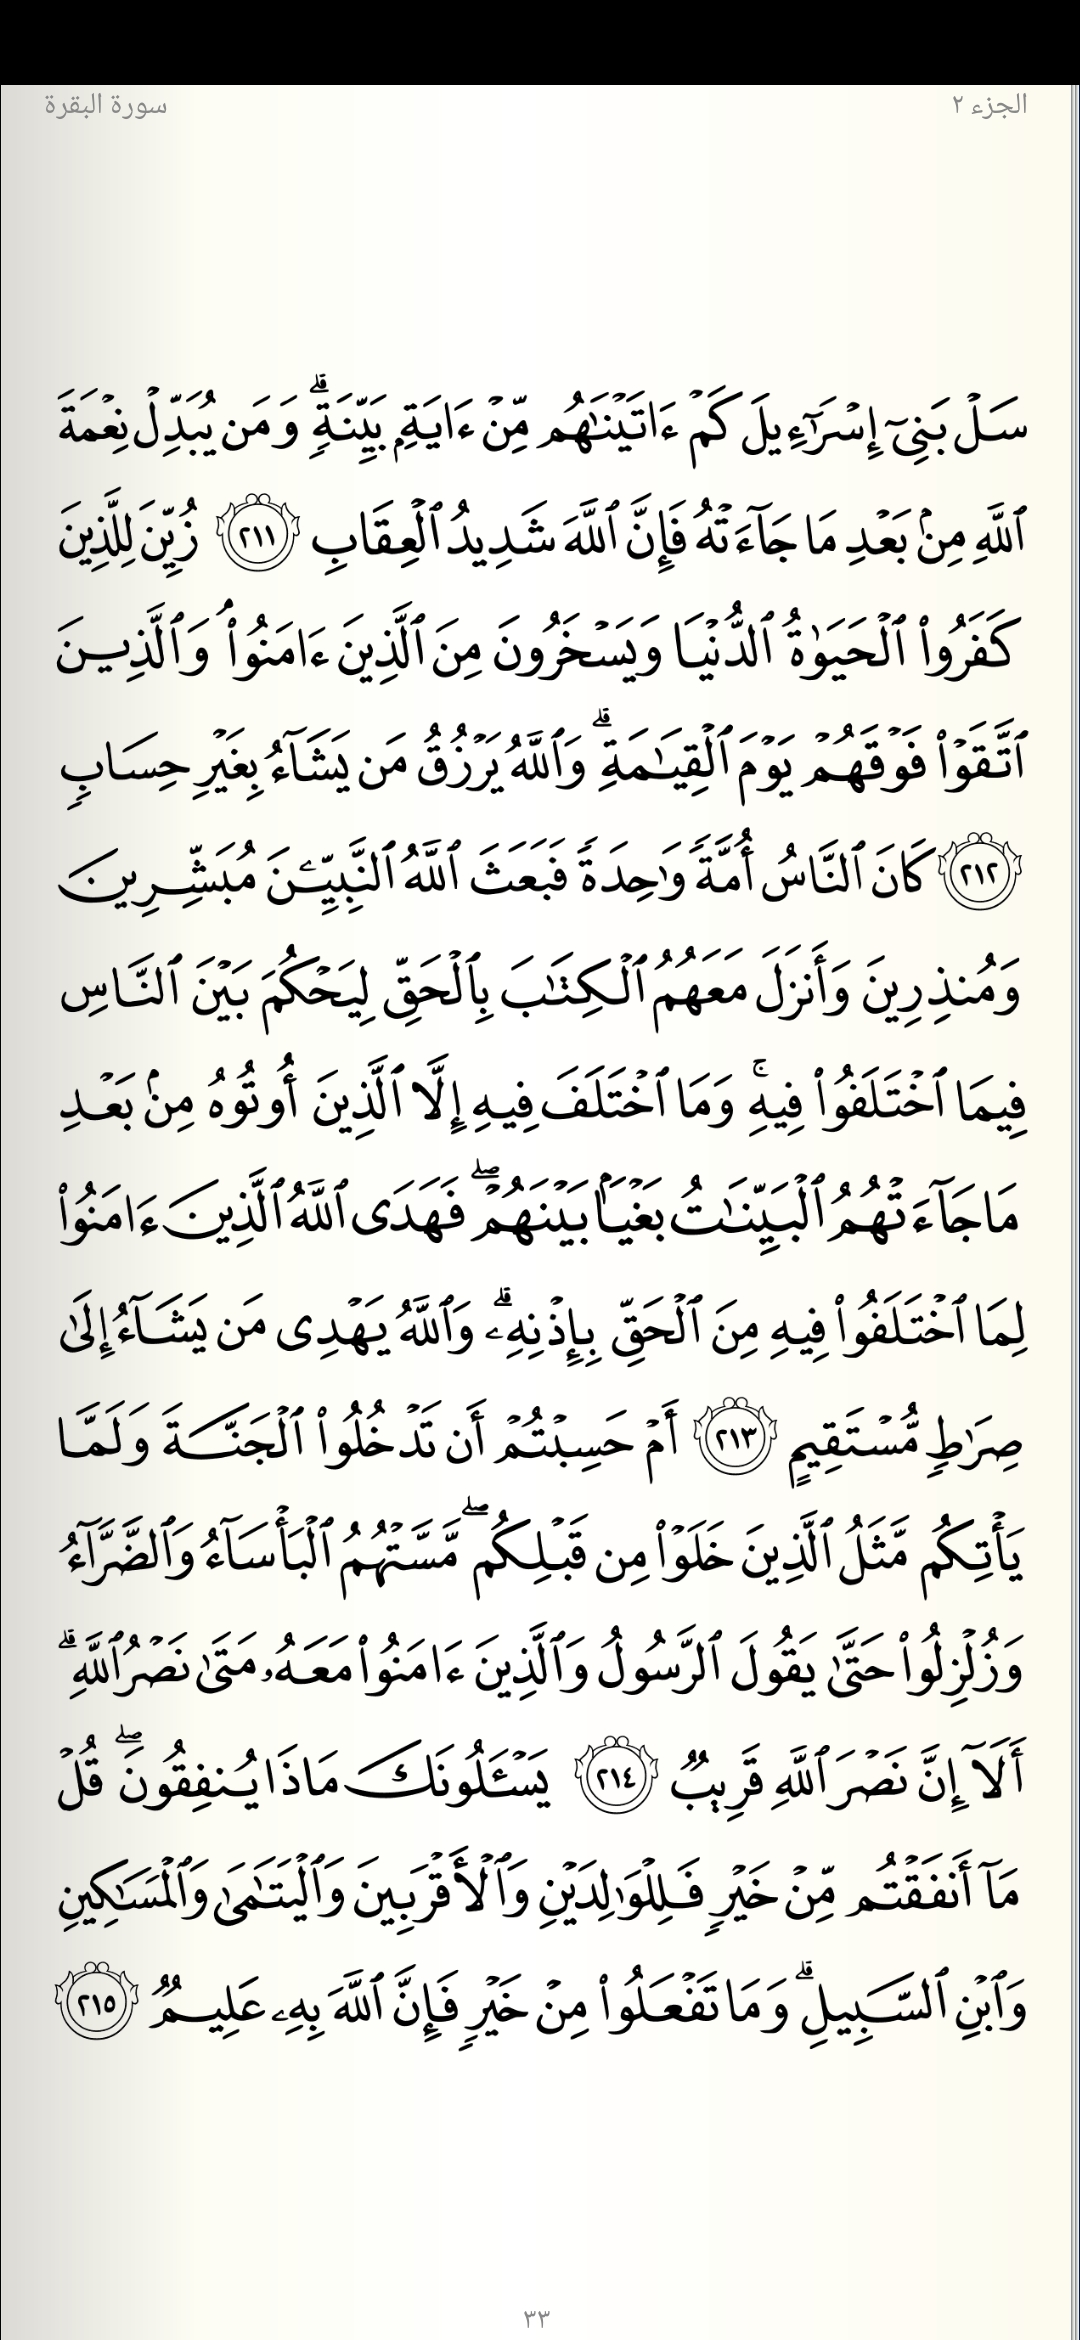 الجزء ٢
سورة البقرة
سَلۡ بَنِىٓ إِسۡرَٰٓءِيلَ كَمۡ ءَاتَيۡنَٰهُم مِّنۡ ءَايَةِۭ بَيِّنَةٖۗ وَمَن يُبَدِّلۡ نِعۡمَةَ
ٱللَّهِ مِنۢ بَعۡدِ مَا جَآءَتۡهُ فَإِنَّ ٱللَّهَ شَدِيدُ ٱلۡعِقَابِ ٢١١ زُيِّنَ لِلَّذِينَ
كَفَرُواْ ٱلۡحَيَوٰةُ ٱلدُّنۡيَا وَيَسۡخَرُونَ مِنَ ٱلَّذِينَ ءَامَنُواْۘ وَٱلَّذِينَ
ٱتَّقَوۡاْ فَوۡقَهُمۡ يَوۡمَ ٱلۡقِيَٰمَةِۗ وَٱللَّهُ يَرۡزُقُ مَن يَشَآءُ بِغَيۡرِ حِسَابٖ
٢١٢ كَانَ ٱلنَّاسُ أُمَّةٗ وَٰحِدَةٗ فَبَعَثَ ٱللَّهُ ٱلنَّبِيِّـۧنَ مُبَشِّرِينَ
وَمُنذِرِينَ وَأَنزَلَ مَعَهُمُ ٱلۡكِتَٰبَ بِٱلۡحَقِّ لِيَحۡكُمَ بَيۡنَ ٱلنَّاسِ
فِيمَا ٱخۡتَلَفُواْ فِيهِۚ وَمَا ٱخۡتَلَفَ فِيهِ إِلَّا ٱلَّذِينَ أُوتُوهُ مِنۢ بَعۡدِ
مَا جَآءَتۡهُمُ ٱلۡبَيِّنَٰتُ بَغۡيَۢا بَيۡنَهُمۡۖ فَهَدَى ٱللَّهُ ٱلَّذِينَ ءَامَنُواْ
لِمَا ٱخۡتَلَفُواْ فِيهِ مِنَ ٱلۡحَقِّ بِإِذۡنِهِۦۗ وَٱللَّهُ يَهۡدِى مَن يَشَآءُ إِلَىٰ
صِرَٰطٖ مُّسۡتَقِيمٍ ٢١٣ أَمۡ حَسِبۡتُمۡ أَن تَدۡخُلُواْ ٱلۡجَنَّةَ وَلَمَّا
يَأۡتِكُم مَّثَلُ ٱلَّذِينَ خَلَوۡاْ مِن قَبۡلِكُمۖ مَّسَّتۡهُمُ ٱلۡبَأۡسَآءُ وَٱلضَّرَّآءُ
وَزُلۡزِلُواْ حَتَّىٰ يَقُولَ ٱلرَّسُولُ وَٱلَّذِينَ ءَامَنُواْ مَعَهُۥ مَتَىٰ نَصۡرُ ٱللَّهِۗ
أَلَآ إِنَّ نَصۡرَ ٱللَّهِ قَرِيبٞ ٢١٤ يَسۡـَٔلُونَكَ مَاذَا يُنفِقُونَۖ قُلۡ
مَآ أَنفَقۡتُم مِّنۡ خَيۡرٖ فَلِلۡوَٰلِدَيۡنِ وَٱلۡأَقۡرَبِينَ وَٱلۡيَتَٰمَىٰ وَٱلۡمَسَٰكِينِ
وَٱبۡنِ ٱلسَّبِيلِۗ وَمَا تَفۡعَلُواْ مِنۡ خَيۡرٖ فَإِنَّ ٱللَّهَ بِهِۦ عَلِيمٞ ٢١٥
٣٣